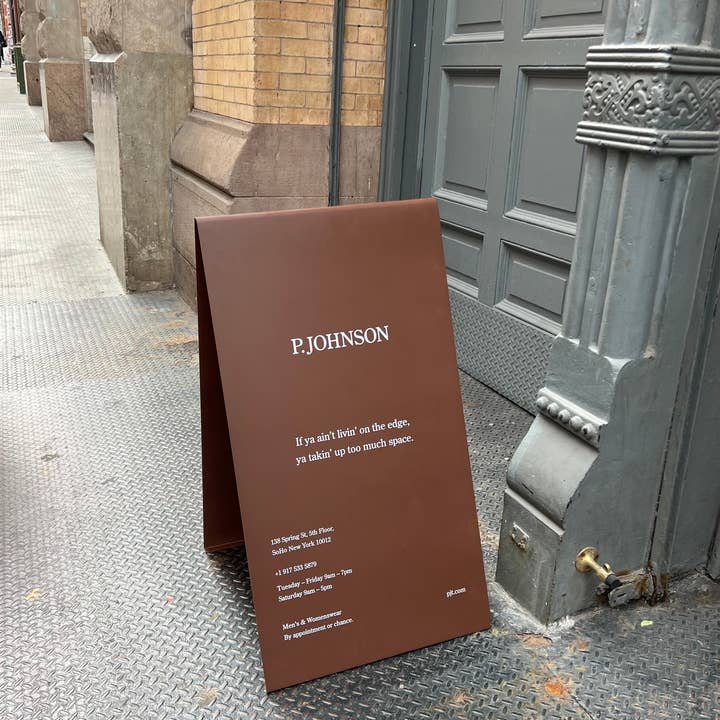 P.JOHNSON
If ya ain't livin' on the edge,
ya takin' up too much space.
138 Spring St, 5th Floor,
SoHo New York 10012
+1 917 533 5879
Tuesday – Friday 9am – 7pm
Saturday 9am – 5pm
pjt.com
Men's & Womenswear
By appointment or chance.